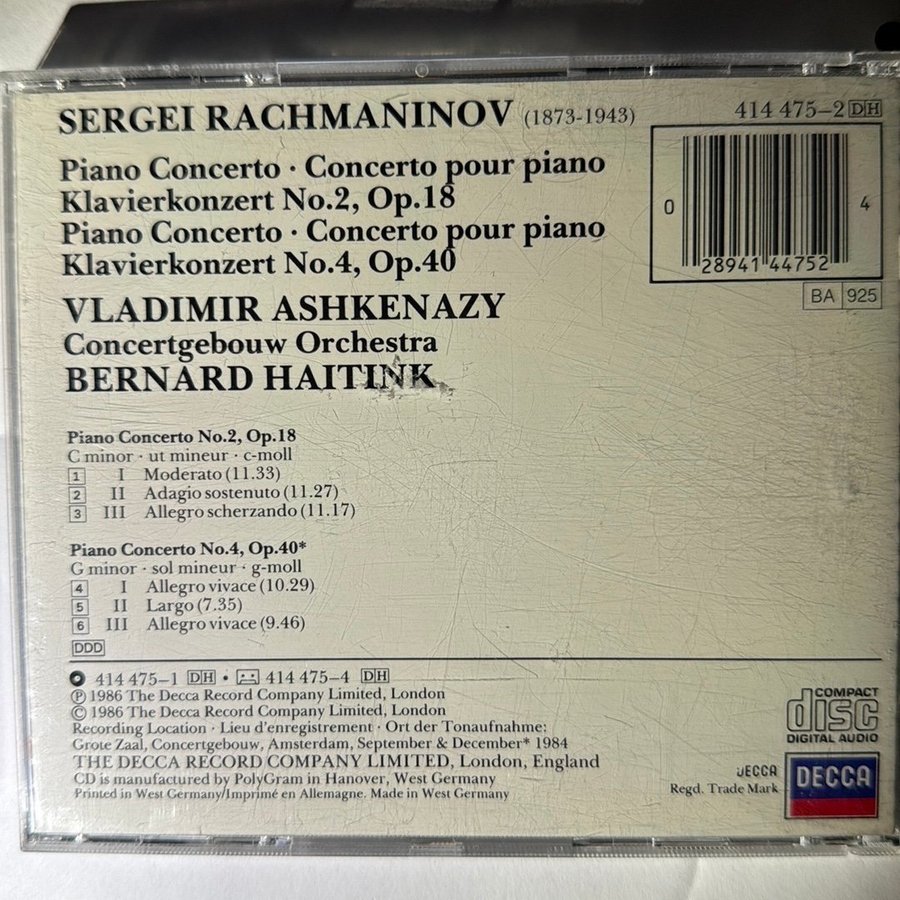 SERGEI RACHMANINOV (1873-1943)
414 475–2 DH
Piano Concerto · Concerto pour piano
Klavierkonzert No.2, Op.18
Piano Concerto · Concerto pour piano
Klavierkonzert No.4, Op.40
0 28941 44752 4
BA 925
VLADIMIR ASHKENAZY
Concertgebouw Orchestra
BERNARD HAITINK
Piano Concerto No.2, Op.18
C minor · ut mineur · c-moll
1 I Moderato (11.33)
2 II Adagio sostenuto (11.27)
3 III Allegro scherzando (11.17)
Piano Concerto No.4, Op.40*
G minor · sol mineur · g-moll
4 I Allegro vivace (10.29)
5 II Largo (7.35)
6 III Allegro vivace (9.46)
DDD
414 475–1 DH • 414 475–4 DH
℗ 1986 The Decca Record Company Limited, London
© 1986 The Decca Record Company Limited, London
Recording Location · Lieu d'enregistrement · Ort der Tonaufnahme:
Grote Zaal, Concertgebouw, Amsterdam, September & December* 1984
THE DECCA RECORD COMPANY LIMITED, London, England
CD is manufactured by PolyGram in Hanover, West Germany
Printed in West Germany/Imprimé en Allemagne. Made in West Germany
COMPACT
disc
DIGITAL AUDIO
DECCA
Regd. Trade Mark
DECCA